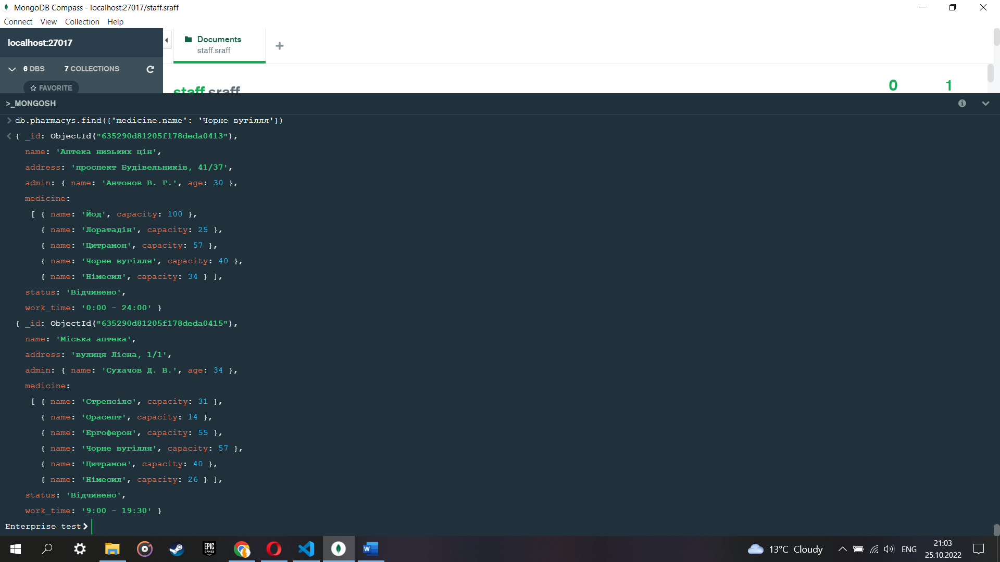 MongoDB Compass - localhost:27017/staff.sraff
Connect View Collection Help
localhost:27017
Documents
staff.sraff
6 DBS 7 COLLECTIONS
FAVORITE
staff.sraff
0 1
>_MONGOSH
db.pharmacys.find({'medicine.name': 'Чорне вугілля'})
{ _id: ObjectId("635290d81205f178deda0413"),
name: 'Аптека низьких цін',
address: 'проспект Будівельників, 41/37',
admin: { name: 'Антонов В. Г.', age: 30 },
medicine:
[ { name: 'Йод', capacity: 100 },
{ name: 'Лоратадін', capacity: 25 },
{ name: 'Цитрамон', capacity: 57 },
{ name: 'Чорне вугілля', capacity: 40 },
{ name: 'Німесил', capacity: 34 } ],
status: 'Відчинено',
work_time: '0:00 - 24:00' }
{ _id: ObjectId("635290d81205f178deda0415"),
name: 'Міська аптека',
address: 'вулиця Лісна, 1/1',
admin: { name: 'Сухачов Д. В.', age: 34 },
medicine:
[ { name: 'Стрепсілс', capacity: 31 },
{ name: 'Орасепт', capacity: 14 },
{ name: 'Ергоферон', capacity: 55 },
{ name: 'Чорне вугілля', capacity: 57 },
{ name: 'Цитрамон', capacity: 40 },
{ name: 'Німесил', capacity: 26 } ],
status: 'Відчинено',
work_time: '9:00 - 19:30' }
Enterprise test>
EPIC GAMES
W
13°C Cloudy
ENG
21:03
25.10.2022